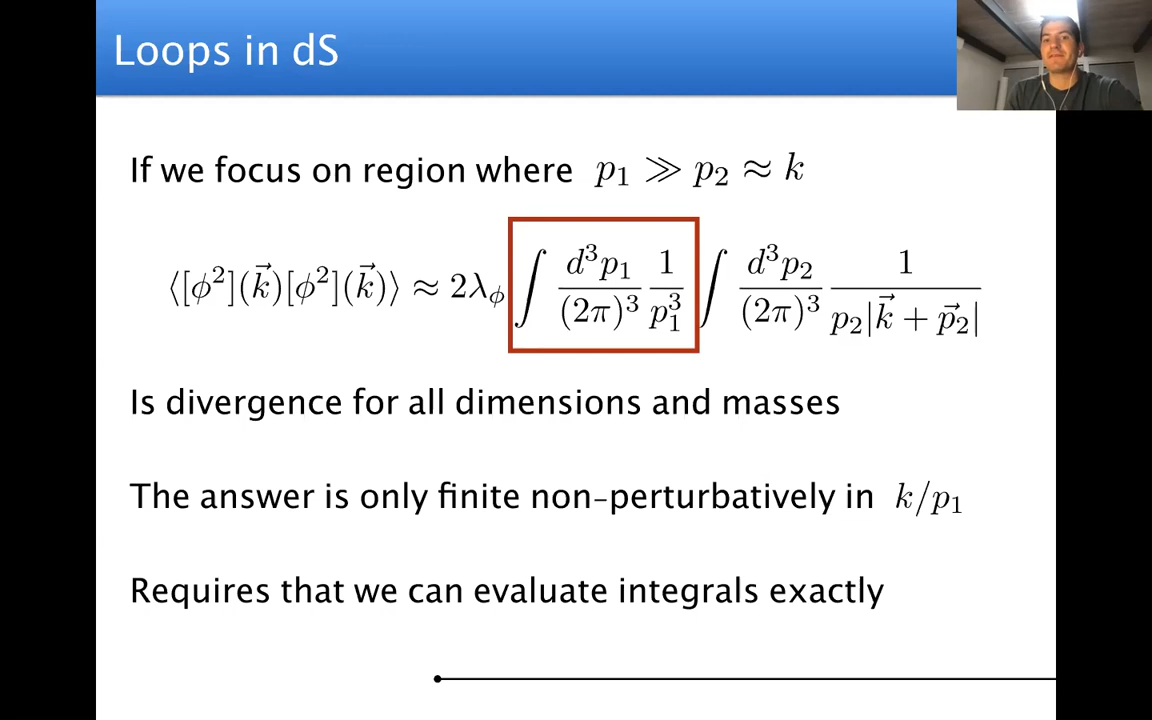 Loops in dS
If we focus on region where p₁ ≫ p₂ ≈ k
⟨[ϕ²](k⃗)[ϕ²](k⃗)⟩ ≈ 2λ_ϕ ∫ d³p₁/(2π)³ 1/p₁³ ∫ d³p₂/(2π)³ 1/(p₂|k⃗ + p⃗₂|)
Is divergence for all dimensions and masses
The answer is only finite non-perturbatively in k/p₁
Requires that we can evaluate integrals exactly